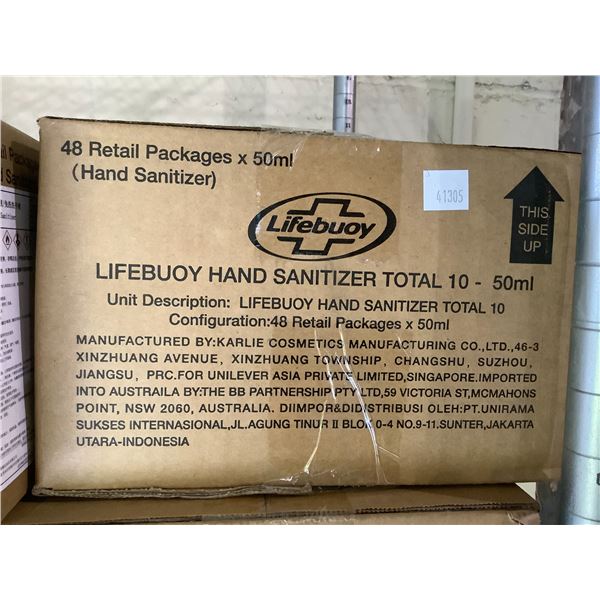 48 Retail Packages x 50ml
(Hand Sanitizer)
41305
THIS
SIDE
UP
Lifebuoy
LIFEBUOY HAND SANITIZER TOTAL 10 - 50ml
Unit Description: LIFEBUOY HAND SANITIZER TOTAL 10
Configuration:48 Retail Packages x 50ml
MANUFACTURED BY:KARLIE COSMETICS MANUFACTURING CO.,LTD.,46-3
XINZHUANG AVENUE, XINZHUANG TOWNSHIP, CHANGSHU, SUZHOU,
JIANGSU, PRC.FOR UNILEVER ASIA PRIVATE LIMITED,SINGAPORE.IMPORTED
INTO AUSTRAILA BY:THE BB PARTNERSHIP PTY LTD,59 VICTORIA ST,MCMAHONS
POINT, NSW 2060, AUSTRALIA. DIIMPOR&DIDISTRIBUSI OLEH:PT.UNIRAMA
SUKSES INTERNASIONAL,JL.AGUNG TINUR II BLOK 0-4 NO.9-11.SUNTER,JAKARTA
UTARA-INDONESIA